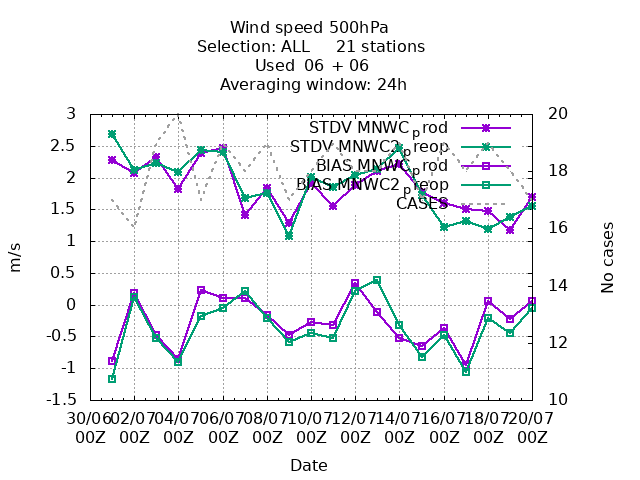 Wind speed 500hPa
Selection: ALL     21 stations
Used  06 + 06
Averaging window: 24h
3
2.5
2
1.5
1
0.5
0
-0.5
-1
-1.5
20
18
16
14
12
10
m/s
No cases
STDV MNWC_prod
STDV MNWC2_preop
BIAS MNWC_prod
BIAS MNWC2_preop
CASES
30/06 02/07 04/07 06/07 08/07 10/07 12/07 14/07 16/07 18/07 20/07
00Z 00Z 00Z 00Z 00Z 00Z 00Z 00Z 00Z 00Z 00Z
Date